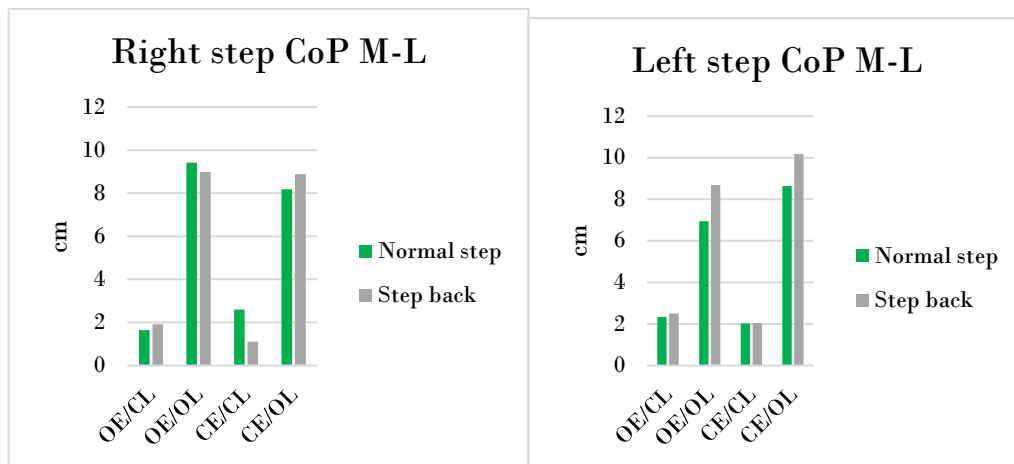 Right step CoP M-L
12
10
8
6
4
2
0
cm
OE/CL
OE/OL
CE/CL
CE/OL
Normal step
Step back
Left step CoP M-L
12
10
8
6
4
2
0
cm
OE/CL
OE/OL
CE/CL
CE/OL
Normal step
Step back